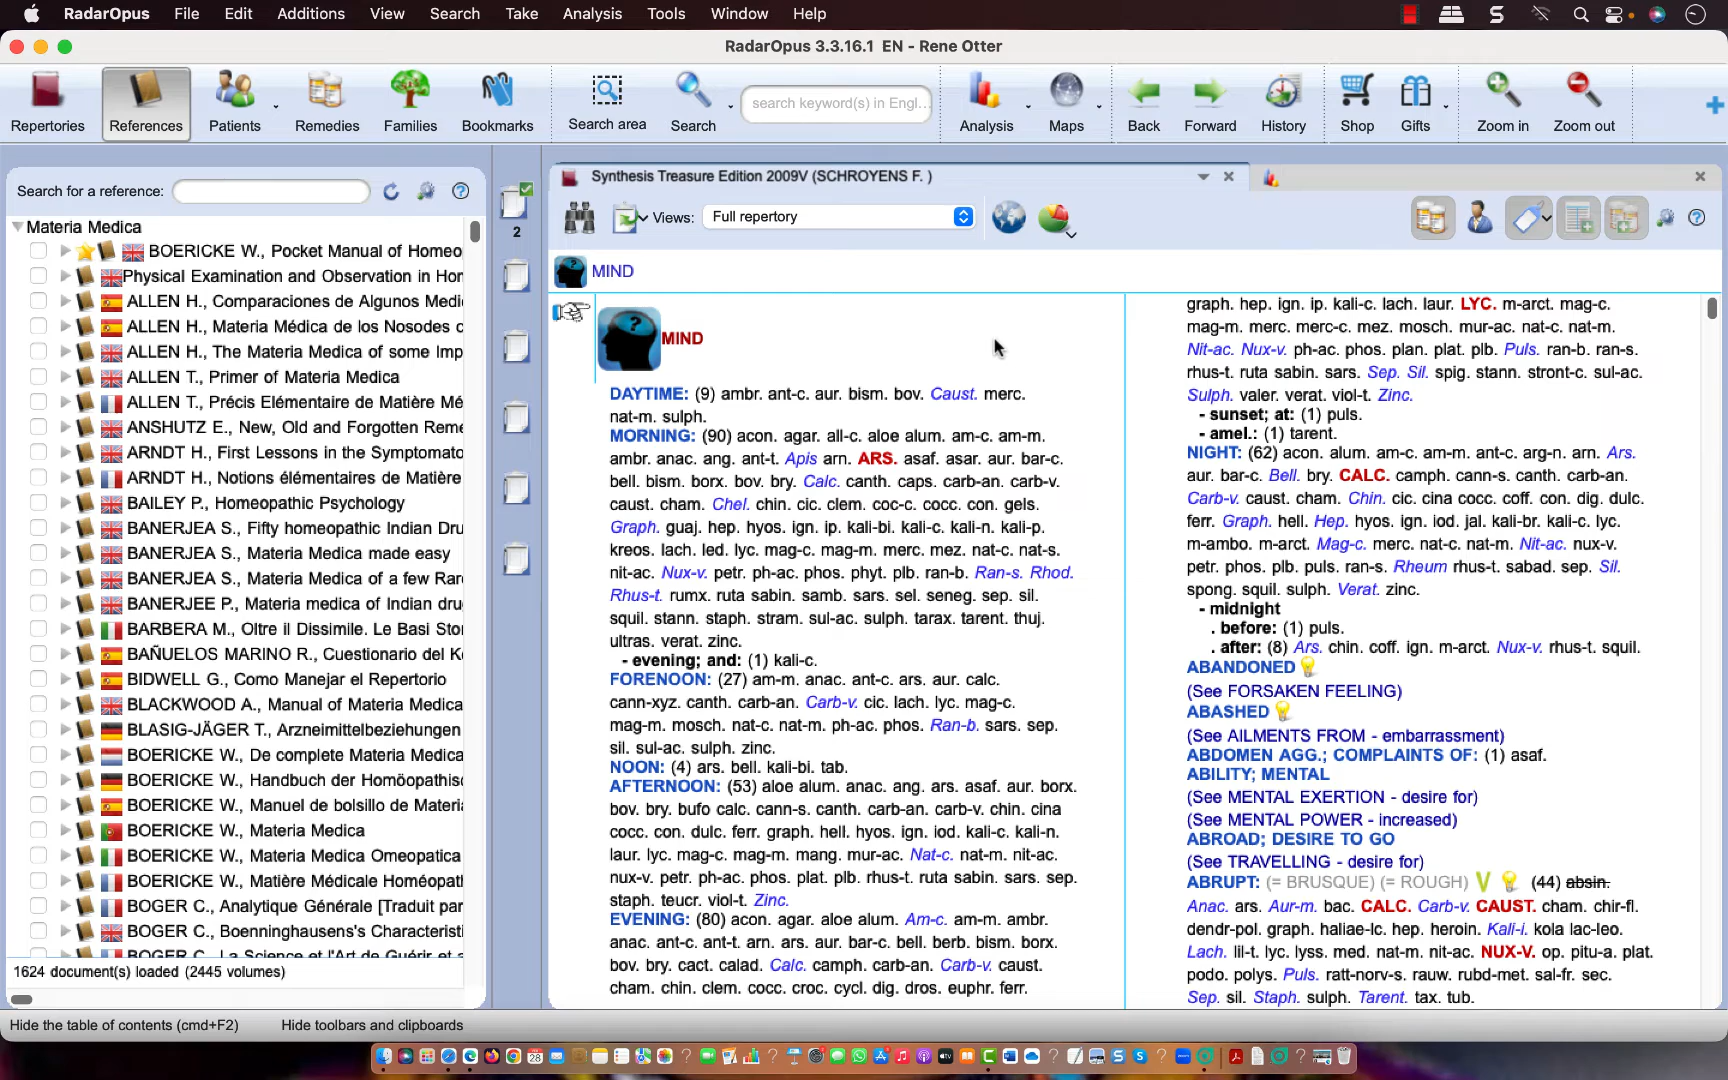 RadarOpus File Edit Additions View Search Take Analysis Tools Window Help
RadarOpus 3.3.16.1 EN - Rene Otter
Repertories References Patients Remedies Families Bookmarks Search area Search search keyword(s) in Engl... Analysis Maps Back Forward History Shop Gifts Zoom in Zoom out
Search for a reference:
Materia Medica
BOERICKE W., Pocket Manual of Homeo
Physical Examination and Observation in Hor
ALLEN H., Comparaciones de Algunos Medi
ALLEN H., Materia Médica de los Nosodes c
ALLEN H., The Materia Medica of some Imp
ALLEN T., Primer of Materia Medica
ALLEN T., Précis Elémentaire de Matière Mé
ANSHUTZ E., New, Old and Forgotten Reme
ARNDT H., First Lessons in the Symptomato
ARNDT H., Notions élémentaires de Matière
BAILEY P., Homeopathic Psychology
BANERJEA S., Fifty homeopathic Indian Dru
BANERJEA S., Materia Medica made easy
BANERJEA S., Materia Medica of a few Rare
BANERJEE P., Materia medica of Indian dru
BARBERA M., Oltre il Dissimile. Le Basi Stor
BAÑUELOS MARINO R., Cuestionario del K
BIDWELL G., Como Manejar el Repertorio
BLACKWOOD A., Manual of Materia Medica
BLASIG-JÄGER T., Arzneimittelbeziehungen
BOERICKE W., De complete Materia Medica
BOERICKE W., Handbuch der Homöopathisc
BOERICKE W., Manuel de bolsillo de Materia
BOERICKE W., Materia Medica
BOERICKE W., Materia Medica Omeopatica
BOERICKE W., Matière Médicale Homéopath
BOGER C., Analytique Générale [Traduit par
BOGER C., Boenninghausens's Characteristi
BOGER C., La Science et l'Art de Guérir et a
1624 document(s) loaded (2445 volumes)
Hide the table of contents (cmd+F2) Hide toolbars and clipboards
2
Synthesis Treasure Edition 2009V (SCHROYENS F. )
Views: Full repertory
MIND
MIND
DAYTIME: (9) ambr. ant-c. aur. bism. bov. Caust. merc.
nat-m. sulph.
MORNING: (90) acon. agar. all-c. aloe alum. am-c. am-m.
ambr. anac. ang. ant-t. Apis arn. ARS. asaf. asar. aur. bar-c.
bell. bism. borx. bov. bry. Calc. canth. caps. carb-an. carb-v.
caust. cham. Chel. chin. cic. clem. coc-c. cocc. con. gels.
Graph. guaj. hep. hyos. ign. ip. kali-bi. kali-c. kali-n. kali-p.
kreos. lach. led. lyc. mag-c. mag-m. merc. mez. nat-c. nat-s.
nit-ac. Nux-v. petr. ph-ac. phos. phyt. plb. ran-b. Ran-s. Rhod.
Rhus-t. rumx. ruta sabin. samb. sars. sel. seneg. sep. sil.
squil. stann. staph. stram. sul-ac. sulph. tarax. tarent. thuj.
ultras. verat. zinc.
- evening; and: (1) kali-c.
FORENOON: (27) am-m. anac. ant-c. ars. aur. calc.
cann-xyz. canth. carb-an. Carb-v. cic. lach. lyc. mag-c.
mag-m. mosch. nat-c. nat-m. ph-ac. phos. Ran-b. sars. sep.
sil. sul-ac. sulph. zinc.
NOON: (4) ars. bell. kali-bi. tab.
AFTERNOON: (53) aloe alum. anac. ang. ars. asaf. aur. borx.
bov. bry. bufo calc. cann-s. canth. carb-an. carb-v. chin. cina
cocc. con. dulc. ferr. graph. hell. hyos. ign. iod. kali-c. kali-n.
laur. lyc. mag-c. mag-m. mang. mur-ac. Nat-c. nat-m. nit-ac.
nux-v. petr. ph-ac. phos. plat. plb. rhus-t. ruta sabin. sars. sep.
staph. teucr. viol-t. Zinc.
EVENING: (80) acon. agar. aloe alum. Am-c. am-m. ambr.
anac. ant-c. ant-t. arn. ars. aur. bar-c. bell. berb. bism. borx.
bov. bry. cact. calad. Calc. camph. carb-an. Carb-v. caust.
cham. chin. clem. cocc. croc. cycl. dig. dros. euphr. ferr.
graph. hep. ign. ip. kali-c. lach. laur. LYC. m-arct. mag-c.
mag-m. merc. merc-c. mez. mosch. mur-ac. nat-c. nat-m.
Nit-ac. Nux-v. ph-ac. phos. plan. plat. plb. Puls. ran-b. ran-s.
rhus-t. ruta sabin. sars. Sep. Sil. spig. stann. stront-c. sul-ac.
Sulph. valer. verat. viol-t. Zinc.
- sunset; at: (1) puls.
- amel.: (1) tarent.
NIGHT: (62) acon. alum. am-c. am-m. ant-c. arg-n. arn. Ars.
aur. bar-c. Bell. bry. CALC. camph. cann-s. canth. carb-an.
Carb-v. caust. cham. Chin. cic. cina cocc. coff. con. dig. dulc.
ferr. Graph. hell. Hep. hyos. ign. iod. jal. kali-br. kali-c. lyc.
m-ambo. m-arct. Mag-c. merc. nat-c. nat-m. Nit-ac. nux-v.
petr. phos. plb. puls. ran-s. Rheum rhus-t. sabad. sep. Sil.
spong. squil. sulph. Verat. zinc.
- midnight
. before: (1) puls.
. after: (8) Ars. chin. coff. ign. m-arct. Nux-v. rhus-t. squil.
ABANDONED
(See FORSAKEN FEELING)
ABASHED
(See AILMENTS FROM - embarrassment)
ABDOMEN AGG.; COMPLAINTS OF: (1) asaf.
ABILITY; MENTAL
(See MENTAL EXERTION - desire for)
(See MENTAL POWER - increased)
ABROAD; DESIRE TO GO
(See TRAVELLING - desire for)
ABRUPT: (= BRUSQUE) (= ROUGH) V (44) absin.
Anac. ars. Aur-m. bac. CALC. Carb-v. CAUST. cham. chir-fl.
dendr-pol. graph. haliae-lc. hep. heroin. Kali-i. kola lac-leo.
Lach. lil-t. lyc. lyss. med. nat-m. nit-ac. NUX-V. op. pitu-a. plat.
podo. polys. Puls. ratt-norv-s. rauw. rubd-met. sal-fr. sec.
Sep. sil. Staph. sulph. Tarent. tax. tub.